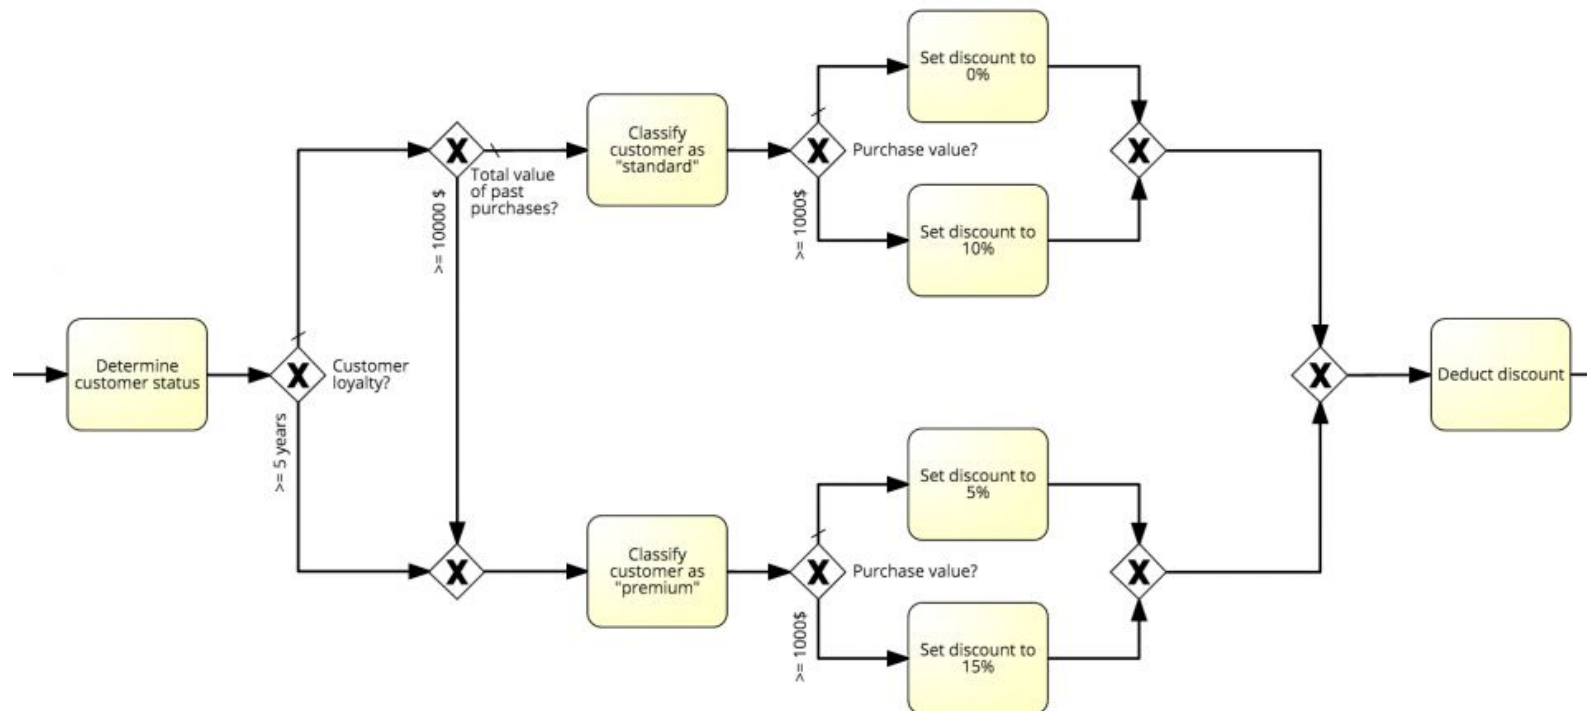 Determine
customer status
Customer
loyalty?
>= 5 years
>= 10000 $
Total value
of past
purchases?
Classify
customer as
"standard"
Purchase value?
>= 1000$
Set discount to
0%
Set discount to
10%
Classify
customer as
"premium"
Purchase value?
>= 1000$
Set discount to
5%
Set discount to
15%
Deduct discount